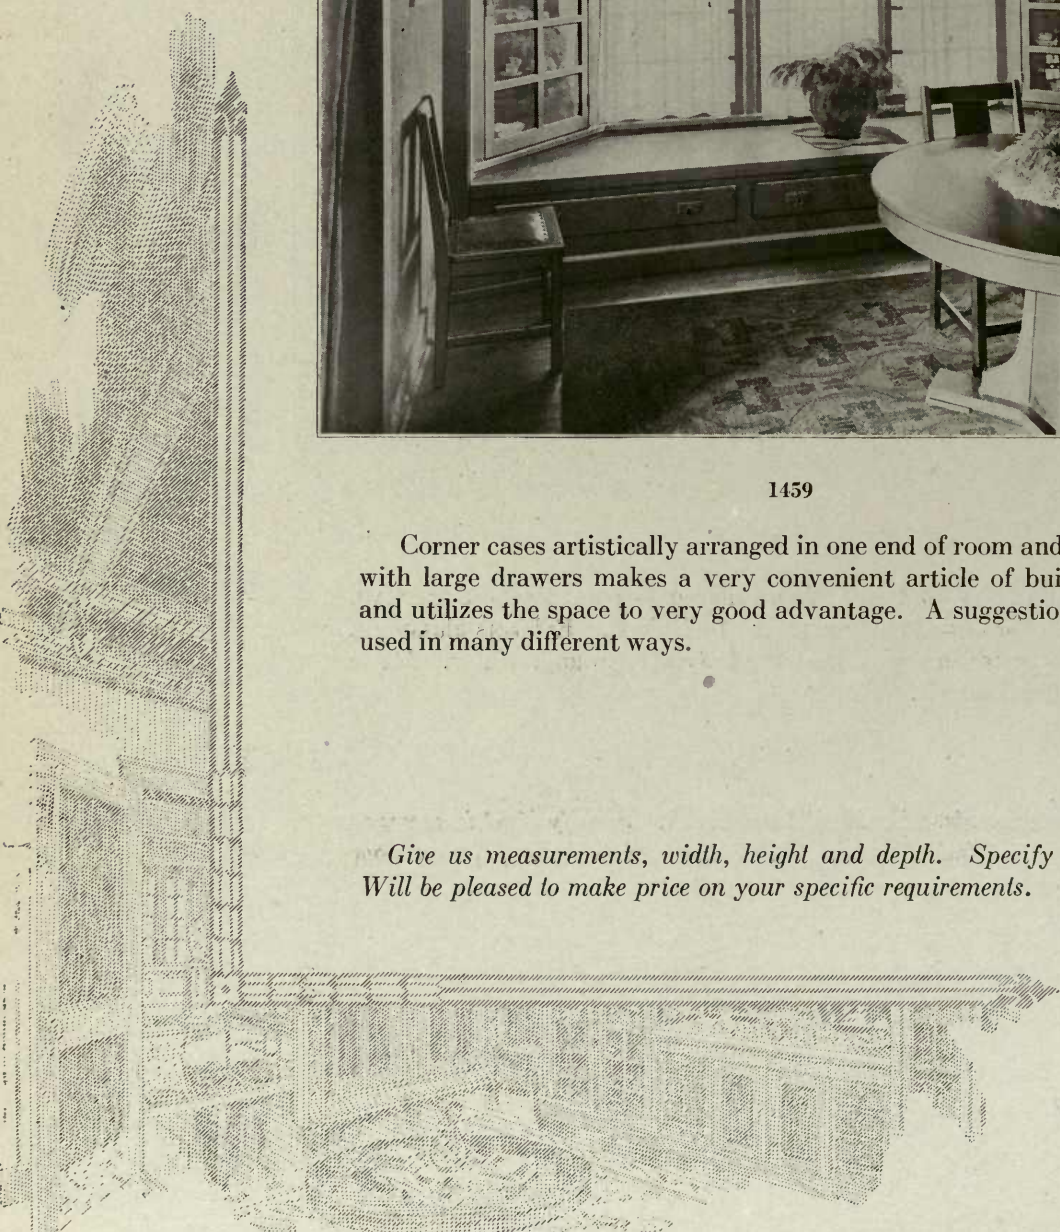 1459
Corner cases artistically arranged in one end of room and
with large drawers makes a very convenient article of bui
and utilizes the space to very good advantage. A suggestio
used in many different ways.
Give us measurements, width, height and depth. Specify
Will be pleased to make price on your specific requirements.